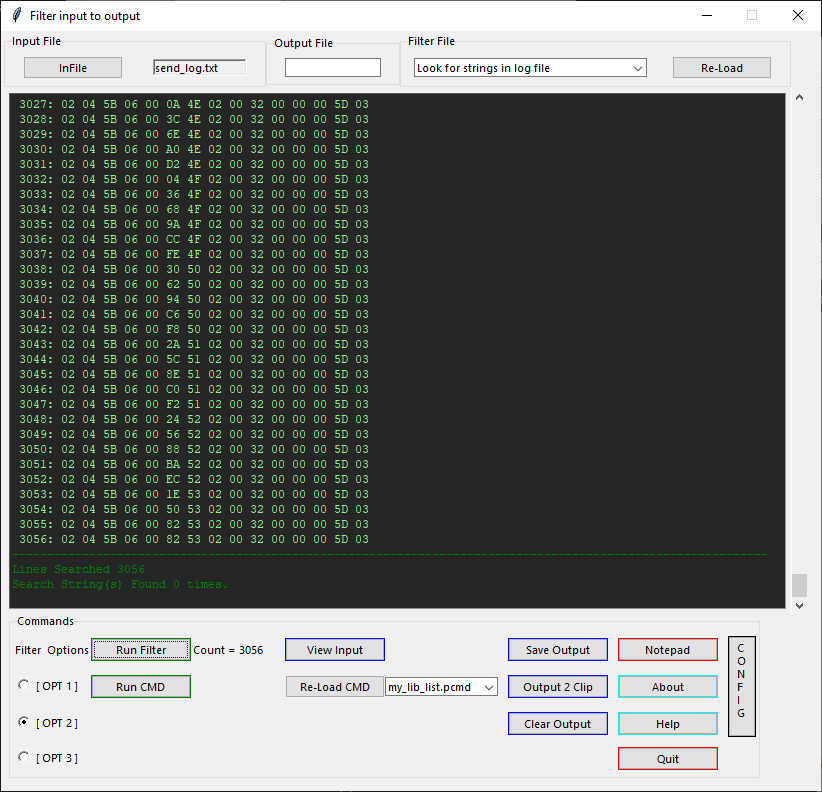 Filter input to output
Input File Output File Filter File
InFile send_log.txt Look for strings in log file Re-Load
3027: 02 04 5B 06 00 0A 4E 02 00 32 00 00 00 5D 03
3028: 02 04 5B 06 00 3C 4E 02 00 32 00 00 00 5D 03
3029: 02 04 5B 06 00 6E 4E 02 00 32 00 00 00 5D 03
3030: 02 04 5B 06 00 A0 4E 02 00 32 00 00 00 5D 03
3031: 02 04 5B 06 00 D2 4E 02 00 32 00 00 00 5D 03
3032: 02 04 5B 06 00 04 4F 02 00 32 00 00 00 5D 03
3033: 02 04 5B 06 00 36 4F 02 00 32 00 00 00 5D 03
3034: 02 04 5B 06 00 68 4F 02 00 32 00 00 00 5D 03
3035: 02 04 5B 06 00 9A 4F 02 00 32 00 00 00 5D 03
3036: 02 04 5B 06 00 CC 4F 02 00 32 00 00 00 5D 03
3037: 02 04 5B 06 00 FE 4F 02 00 32 00 00 00 5D 03
3038: 02 04 5B 06 00 30 50 02 00 32 00 00 00 5D 03
3039: 02 04 5B 06 00 62 50 02 00 32 00 00 00 5D 03
3040: 02 04 5B 06 00 94 50 02 00 32 00 00 00 5D 03
3041: 02 04 5B 06 00 C6 50 02 00 32 00 00 00 5D 03
3042: 02 04 5B 06 00 F8 50 02 00 32 00 00 00 5D 03
3043: 02 04 5B 06 00 2A 51 02 00 32 00 00 00 5D 03
3044: 02 04 5B 06 00 5C 51 02 00 32 00 00 00 5D 03
3045: 02 04 5B 06 00 8E 51 02 00 32 00 00 00 5D 03
3046: 02 04 5B 06 00 C0 51 02 00 32 00 00 00 5D 03
3047: 02 04 5B 06 00 F2 51 02 00 32 00 00 00 5D 03
3048: 02 04 5B 06 00 24 52 02 00 32 00 00 00 5D 03
3049: 02 04 5B 06 00 56 52 02 00 32 00 00 00 5D 03
3050: 02 04 5B 06 00 88 52 02 00 32 00 00 00 5D 03
3051: 02 04 5B 06 00 BA 52 02 00 32 00 00 00 5D 03
3052: 02 04 5B 06 00 EC 52 02 00 32 00 00 00 5D 03
3053: 02 04 5B 06 00 1E 53 02 00 32 00 00 00 5D 03
3054: 02 04 5B 06 00 50 53 02 00 32 00 00 00 5D 03
3055: 02 04 5B 06 00 82 53 02 00 32 00 00 00 5D 03
3056: 02 04 5B 06 00 82 53 02 00 32 00 00 00 5D 03
Lines Searched 3056
Search String(s) Found 0 times.
Commands
Filter Options Run Filter Count = 3056 View Input Save Output Notepad CONFIG
[ OPT 1 ] Run CMD Re-Load CMD my_lib_list.pcmd Output 2 Clip About
[ OPT 2 ] Clear Output Help
[ OPT 3 ] Quit